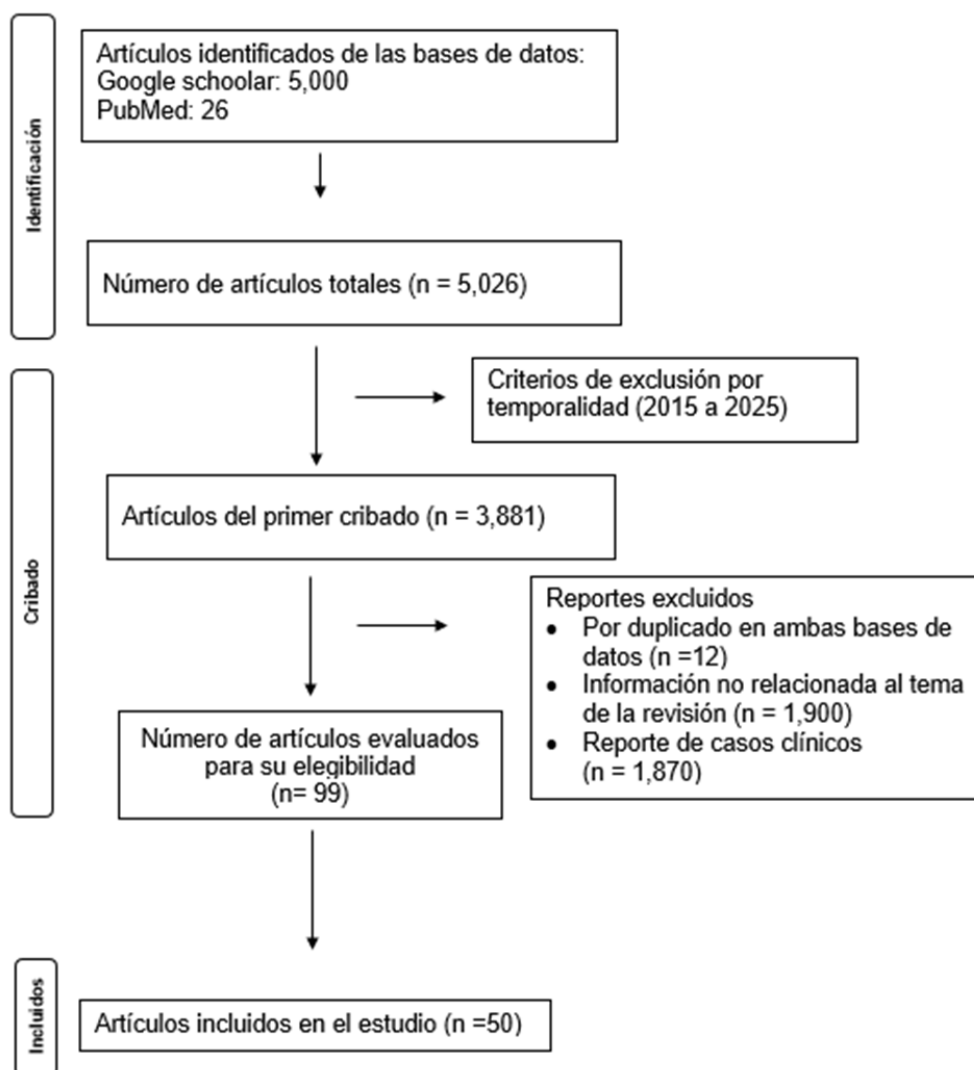 Identificación
Artículos identificados de las bases de datos:
Google schoolar: 5,000
PubMed: 26
Número de artículos totales (n = 5,026)
Cribado
Criterios de exclusión por
temporalidad (2015 a 2025)
Artículos del primer cribado (n = 3,881)
Reportes excluidos
• Por duplicado en ambas bases de
datos (n =12)
• Información no relacionada al tema
de la revisión (n = 1,900)
• Reporte de casos clínicos
(n = 1,870)
Número de artículos evaluados
para su elegibilidad
(n= 99)
Incluidos
Artículos incluidos en el estudio (n =50)